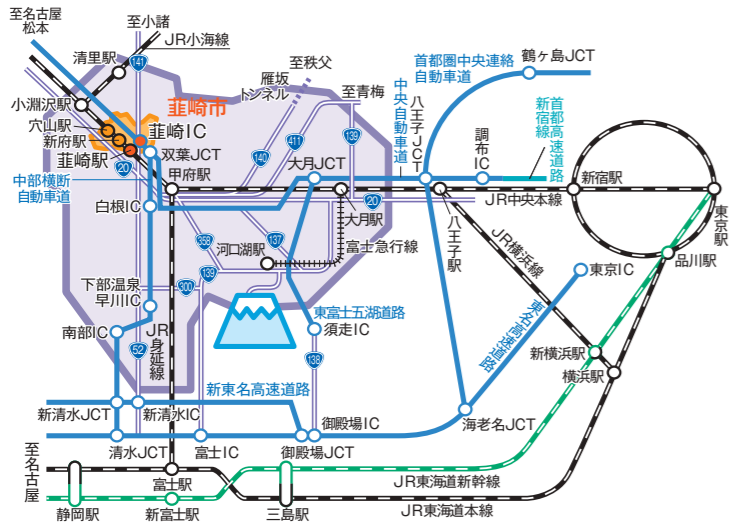 至名古屋
松本
至小諸
JR小海線
清里駅
141
至秩父
雁坂
トンネル
至青梅
首都圏中央連絡
自動車道
鶴ヶ島JCT
小淵沢駅
韮崎市
穴山駅
韮崎IC
新府駅
韮崎駅
双葉JCT
20
甲府駅
140
411
139
大月JCT
中央自動車道
八王子JCT
調布
IC
首都高速道路
新宿線
新宿駅
中部横断
自動車道
白根IC
20
JR中央本線
大月駅
八王子駅
東京駅
358
137
河口湖駅
富士急行線
JR横浜線
品川駅
139
300
下部温泉
早川IC
東京IC
東富士五湖道路
須走IC
東名高速道路
南部IC
JR身延線
52
138
新横浜駅
横浜駅
新東名高速道路
新清水JCT
新清水IC
御殿場IC
海老名JCT
至名古屋
清水JCT
富士IC
御殿場JCT
富士駅
JR東海道新幹線
静岡駅
新富士駅
三島駅
JR東海道本線